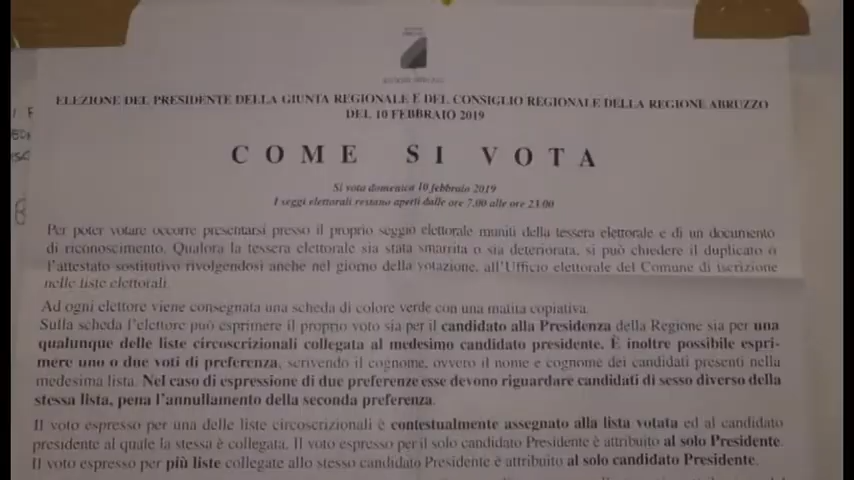 ELEZIONE DEL PRESIDENTE DELLA GIUNTA REGIONALE E DEL CONSIGLIO REGIONALE DELLA REGIONE ABRUZZO
DEL 10 FEBBRAIO 2019
COME SI VOTA
Si vota domenica 10 febbraio 2019
I seggi elettorali restano aperti dalle ore 7.00 alle ore 23.00
Per poter votare occorre presentarsi presso il proprio seggio elettorale muniti della tessera elettorale e di un documento
di riconoscimento. Qualora la tessera elettorale sia stata smarrita o sia deteriorata, si può chiedere il duplicato o
l'attestato sostitutivo rivolgendosi anche nel giorno della votazione, all'Ufficio elettorale del Comune di iscrizione
nelle liste elettorali.
Ad ogni elettore viene consegnata una scheda di colore verde con una matita copiativa.
Sulla scheda l'elettore può esprimere il proprio voto sia per il candidato alla Presidenza della Regione sia per una
qualunque delle liste circoscrizionali collegata al medesimo candidato presidente. È inoltre possibile espri-
mere uno o due voti di preferenza, scrivendo il cognome, ovvero il nome e cognome dei candidati presenti nella
medesima lista. Nel caso di espressione di due preferenze esse devono riguardare candidati di sesso diverso della
stessa lista, pena l'annullamento della seconda preferenza.
Il voto espresso per una delle liste circoscrizionali è contestualmente assegnato alla lista votata ed al candidato
presidente al quale la stessa è collegata. Il voto espresso per il solo candidato Presidente è attribuito al solo Presidente.
Il voto espresso per più liste collegate allo stesso candidato Presidente è attribuito al solo candidato Presidente.